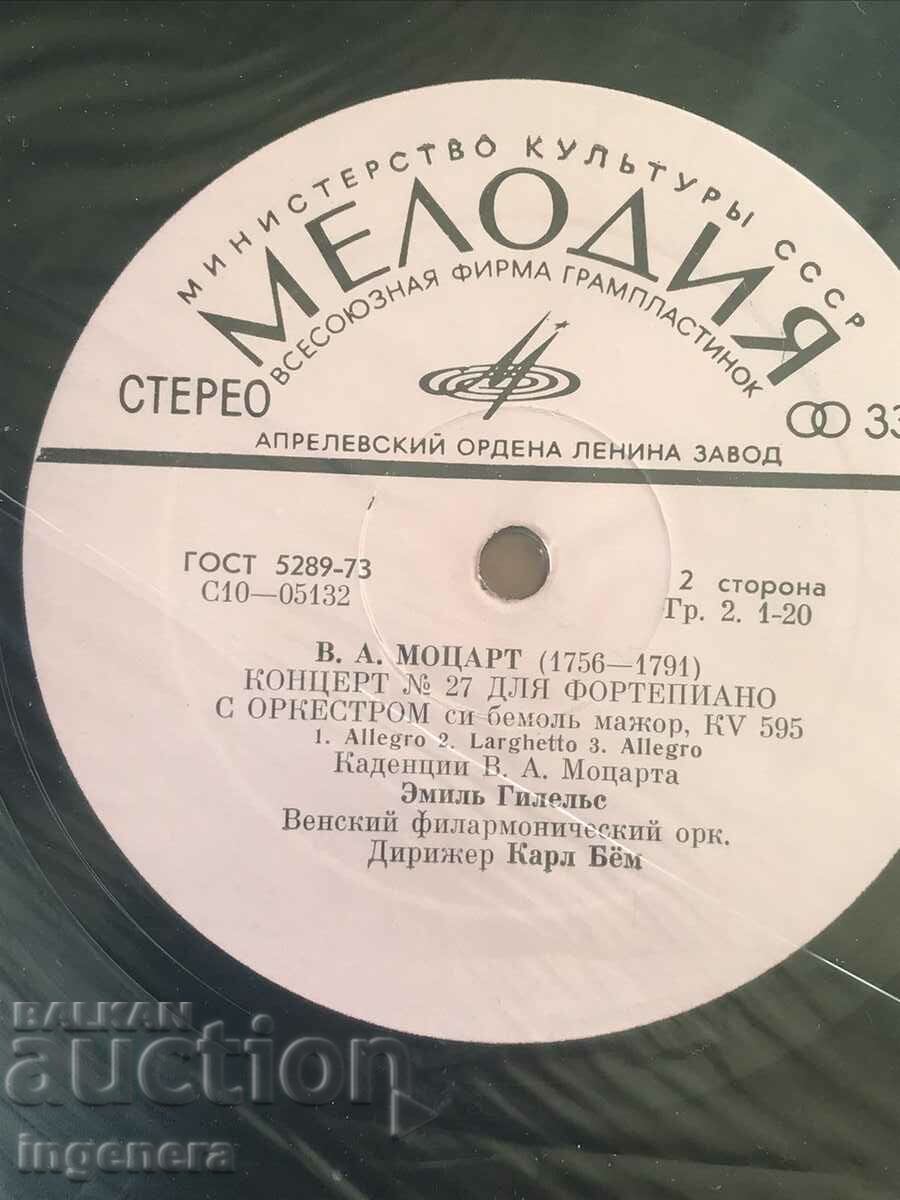 МИНИСТЕРСТВО КУЛЬТУРЫ СССР
МЕЛОДИЯ
ВСЕСОЮЗНАЯ ФИРМА ГРАМПЛАСТИНОК
СТЕРЕО
33
АПРЕЛЕВСКИЙ ОРДЕНА ЛЕНИНА ЗАВОД
ГОСТ 5289-73
С10—05132
2 сторона
Гр. 2. 1-20
В. А. МОЦАРТ (1756—1791)
КОНЦЕРТ № 27 ДЛЯ ФОРТЕПИАНО
С ОРКЕСТРОМ си-бемоль мажор, KV 595
1. Allegro 2. Larghetto 3. Allegro
Каденции В. А. Моцарта
Эмиль Гилельс
Венский филармонический орк.
Дирижер Карл Бём
BALKAN
auction
ingenera